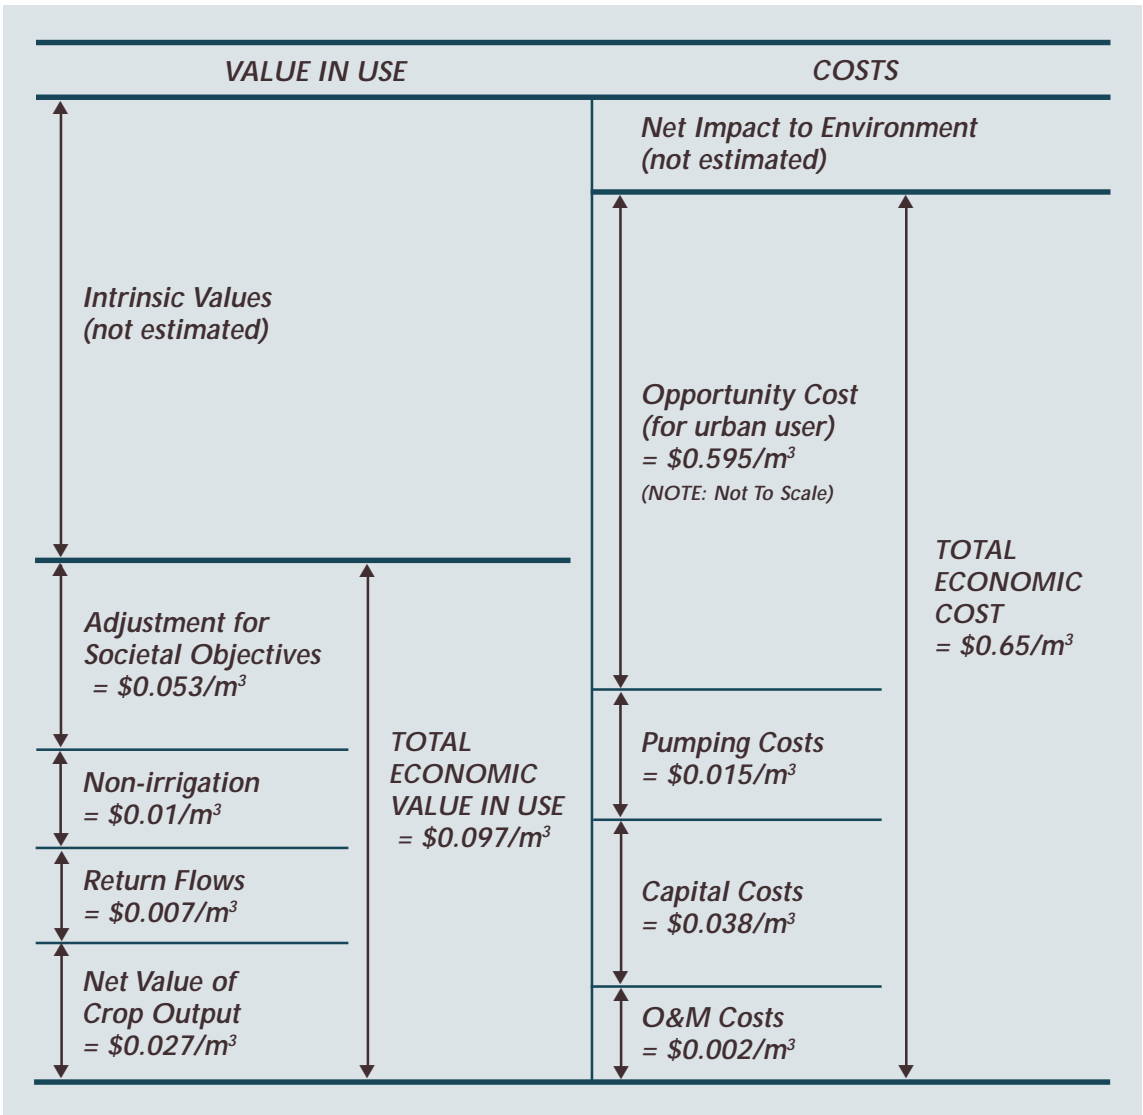 VALUE IN USE
COSTS
Net Impact to Environment
(not estimated)
Intrinsic Values
(not estimated)
Opportunity Cost
(for urban user)
= $0.595/m³
(NOTE: Not To Scale)
TOTAL
ECONOMIC
COST
= $0.65/m³
Adjustment for
Societal Objectives
= $0.053/m³
TOTAL
ECONOMIC
VALUE IN USE
= $0.097/m³
Pumping Costs
= $0.015/m³
Non-irrigation
= $0.01/m³
Return Flows
= $0.007/m³
Capital Costs
= $0.038/m³
Net Value of
Crop Output
= $0.027/m³
O&M Costs
= $0.002/m³